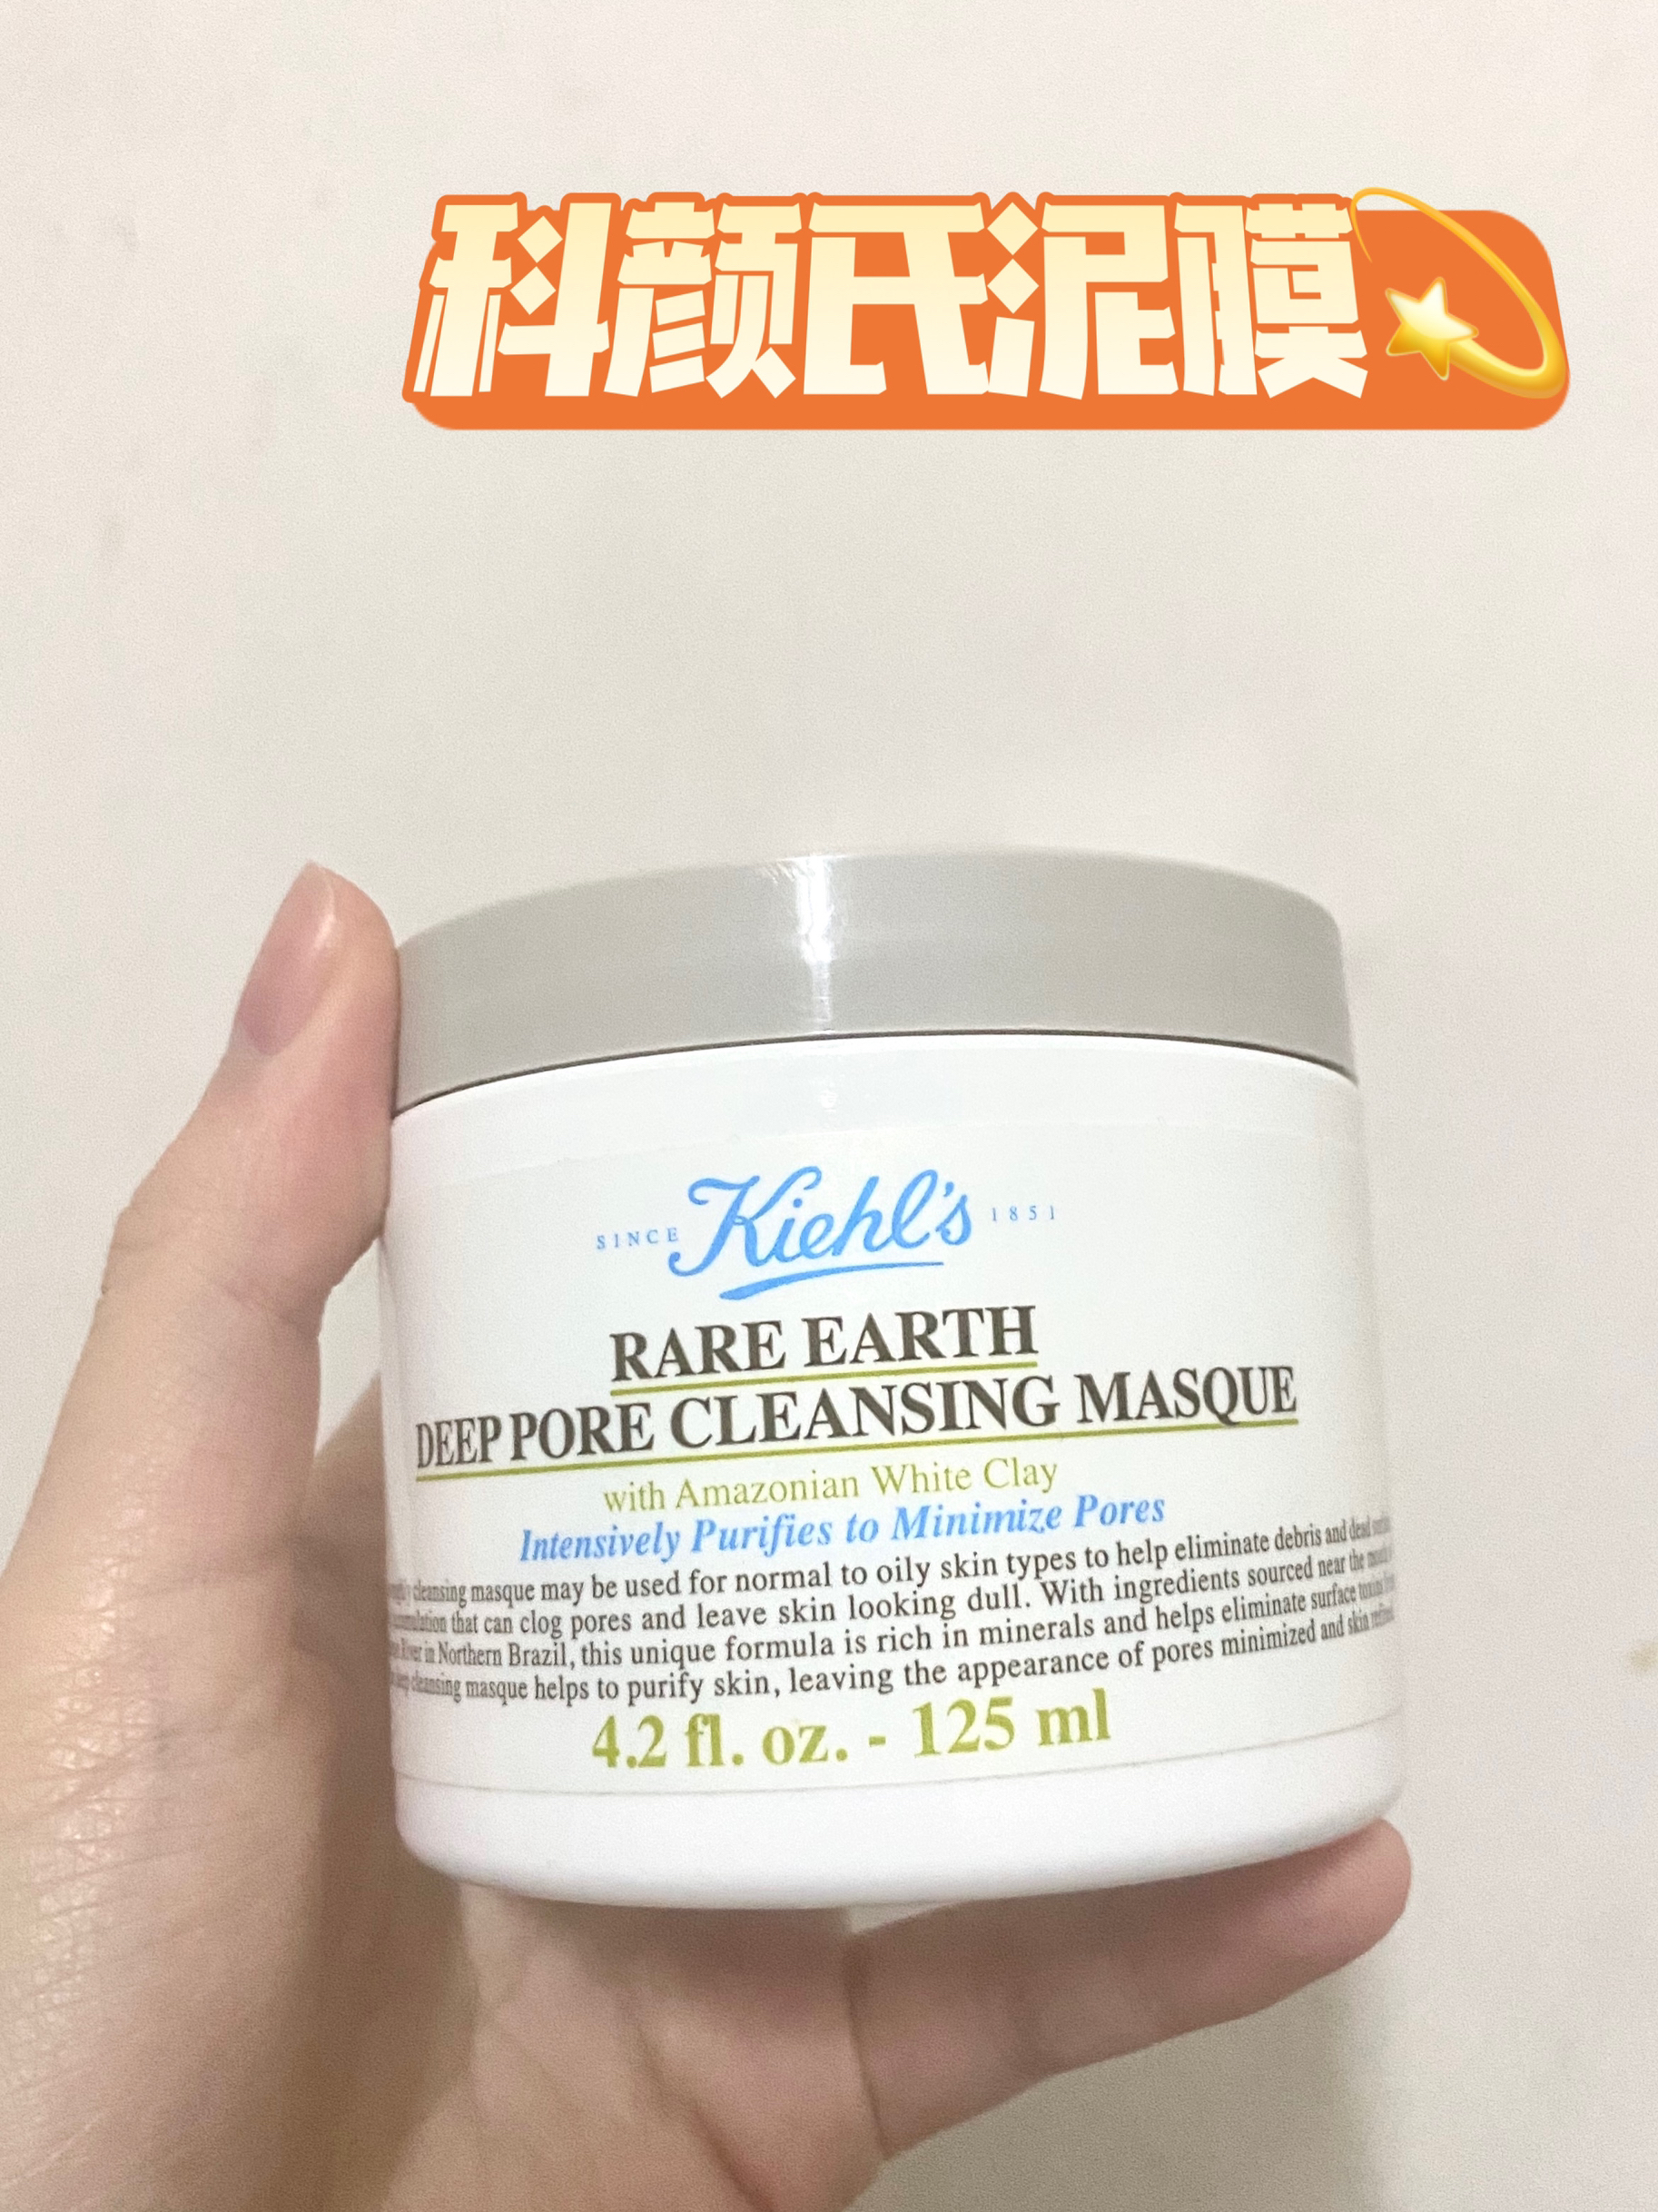 科颜氏泥膜
SINCE Kiehl's 1851
RARE EARTH
DEEP PORE CLEANSING MASQUE
with Amazonian White Clay
Intensively Purifies to Minimize Pores
cleansing masque may be used for normal to oily skin types to help eliminate debris and dead
that can clog pores and leave skin looking dull. With ingredients sourced near the
River in Northern Brazil, this unique formula is rich in minerals and helps eliminate surface toxins
cleansing masque helps to purify skin, leaving the appearance of pores minimized and skin
4.2 fl. oz. - 125 ml